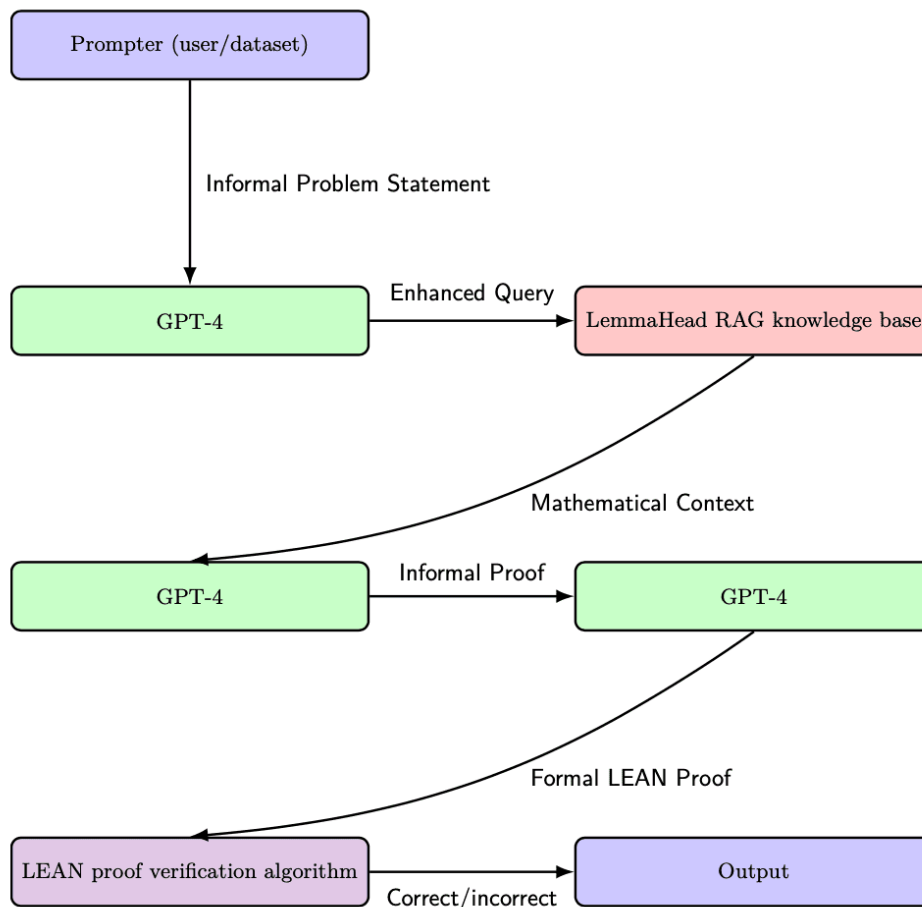 Prompter (user/dataset)
Informal Problem Statement
Enhanced Query
GPT-4
LemmaHead RAG knowledge base
Mathematical Context
Informal Proof
GPT-4
GPT-4
Formal LEAN Proof
LEAN proof verification algorithm
Output
Correct/incorrect